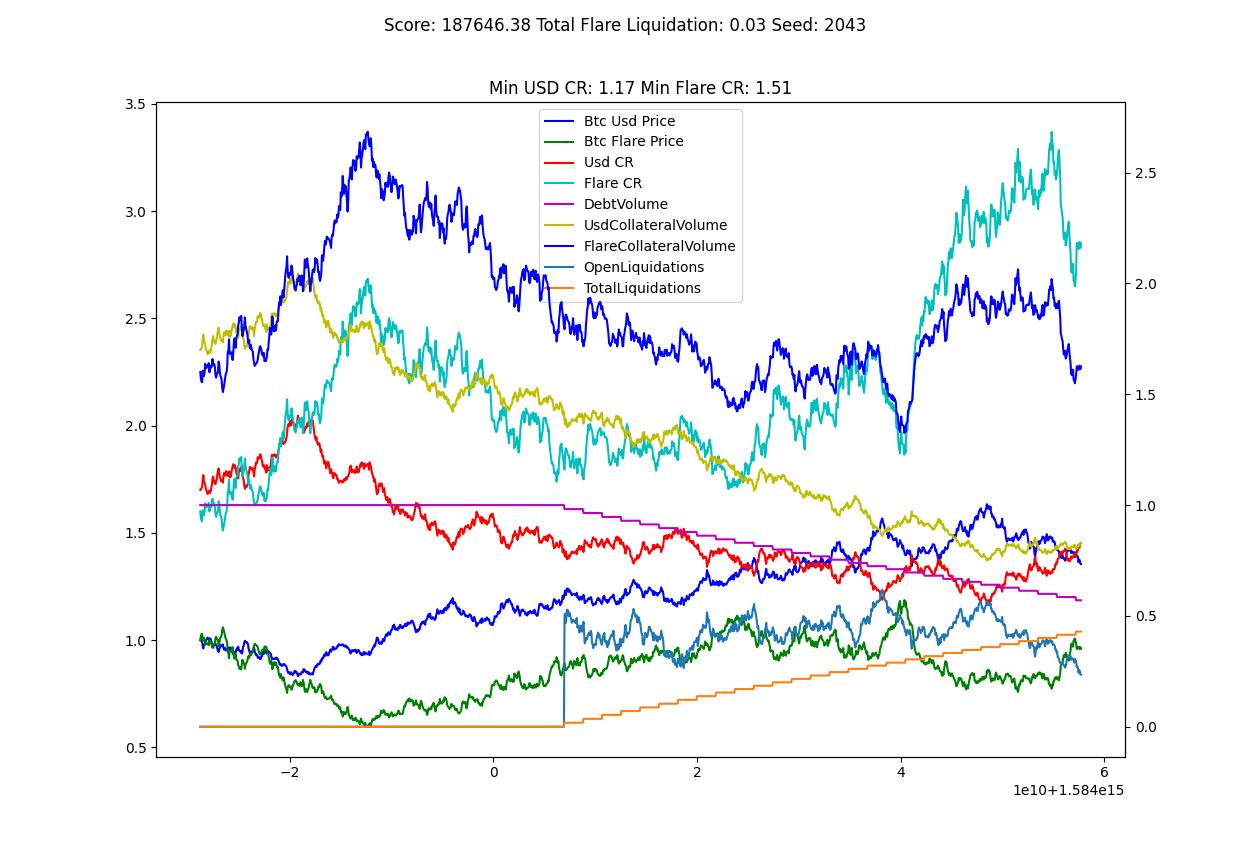 Score: 187646.38 Total Flare Liquidation: 0.03 Seed: 2043
Min USD CR: 1.17 Min Flare CR: 1.51
3.5
3.0
2.5
2.0
1.5
1.0
0.5
Btc Usd Price
Btc Flare Price
Usd CR
Flare CR
DebtVolume
UsdCollateralVolume
FlareCollateralVolume
OpenLiquidations
TotalLiquidations
2.5
2.0
1.5
1.0
0.5
0.0
−2 0 2 4 6
1e10+1.584e15